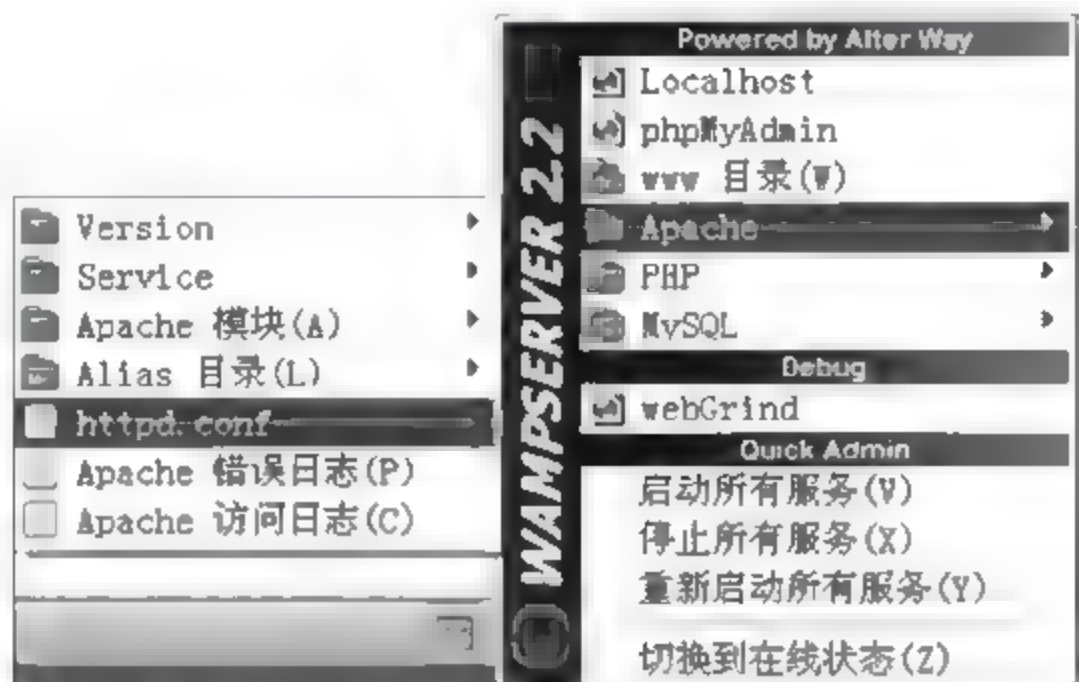 Powered by Alter Way
Localhost
phpMyAdmin
www 目录(W)
Apache
PHP
MySQL
Debug
webGrind
Quick Admin
启动所有服务(V)
停止所有服务(X)
重新启动所有服务(Y)
切换到在线状态(Z)
WAMPSERVER 2.2
Version
Service
Apache 模块(A)
Alias 目录(L)
httpd.conf
Apache 错误日志(P)
Apache 访问日志(C)